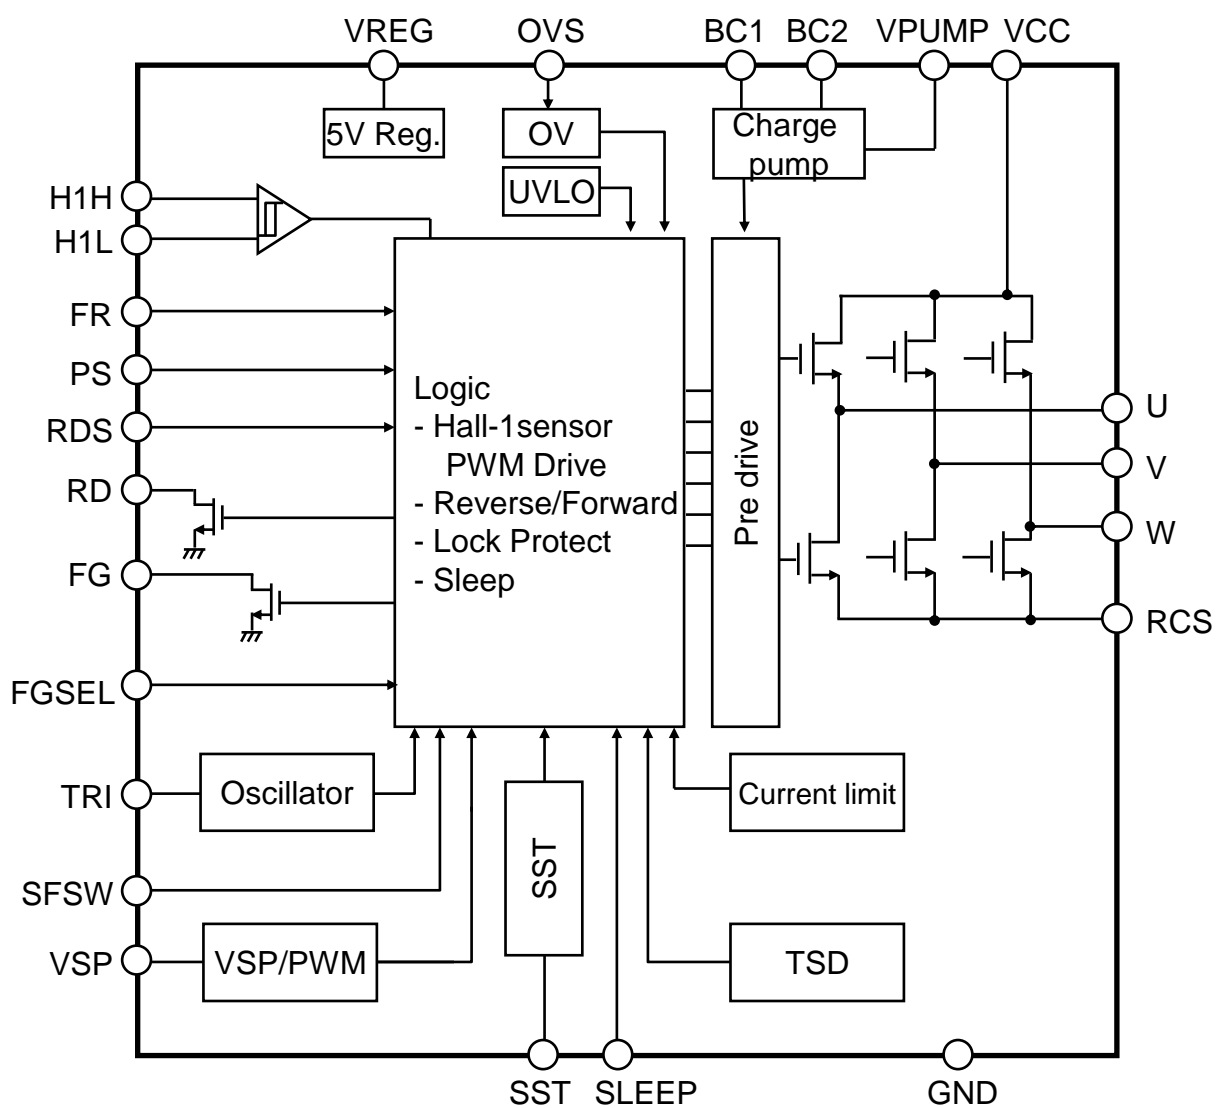 VREG OVS BC1 BC2 VPUMP VCC
5V Reg.
OV
UVLO
Charge
pump
H1H
H1L
FR
PS
RDS
RD
FG
FGSEL
TRI
SFSW
VSP
Logic
- Hall-1sensor
PWM Drive
- Reverse/Forward
- Lock Protect
- Sleep
Pre drive
U
V
W
RCS
Oscillator
VSP/PWM
SST
Current limit
TSD
SST SLEEP GND